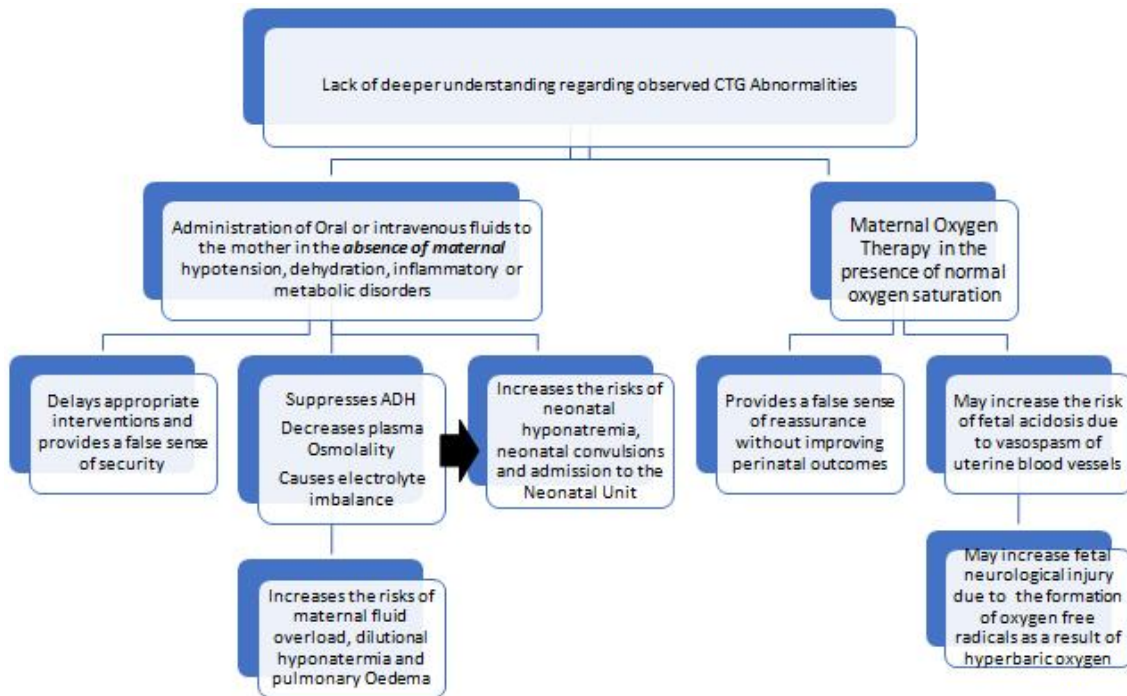 Lack of deeper understanding regarding observed CTG Abnormalities
Administration of Oral or intravenous fluids to
the mother in the absence of maternal
hypotension, dehydration, inflammatory or
metabolic disorders
Maternal Oxygen
Therapy in the
presence of normal
oxygen saturation
Delays appropriate
interventions and
provides a false sense
of security
Suppresses ADH
Decreases plasma
Osmolality
Causes electrolyte
imbalance
Increases the risks of
neonatal
hyponatremia,
neonatal convulsions
and admission to the
Neonatal Unit
Provides a false sense
of reassurance
without improving
perinatal outcomes
May increase the risk
of fetal acidosis due
to vasospasm of
uterine blood vessels
Increases the risks of
maternal fluid
overload, dilutional
hyponatermia and
pulmonary Oedema
May increase fetal
neurological injury
due to the formation
of oxygen free
radicals as a result of
hyperbaric oxygen